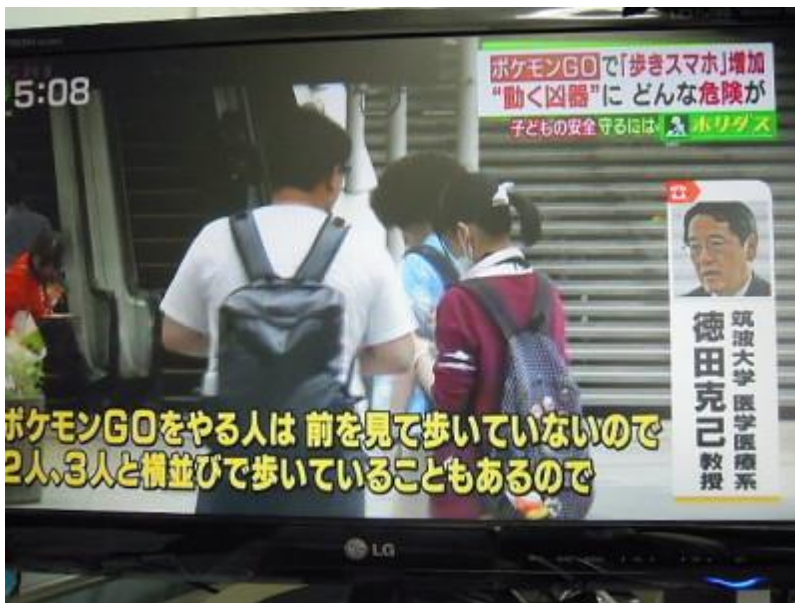 5:08
ポケモンGOで「歩きスマホ」増加
“動く凶器”に どんな危険が
子どもの安全 守るには
ホリダス
筑波大学 医学医療系
徳田克己 教授
ポケモンGOをやる人は 前を見て歩いていないので
2人、3人と横並びで歩いていることもあるので
LG